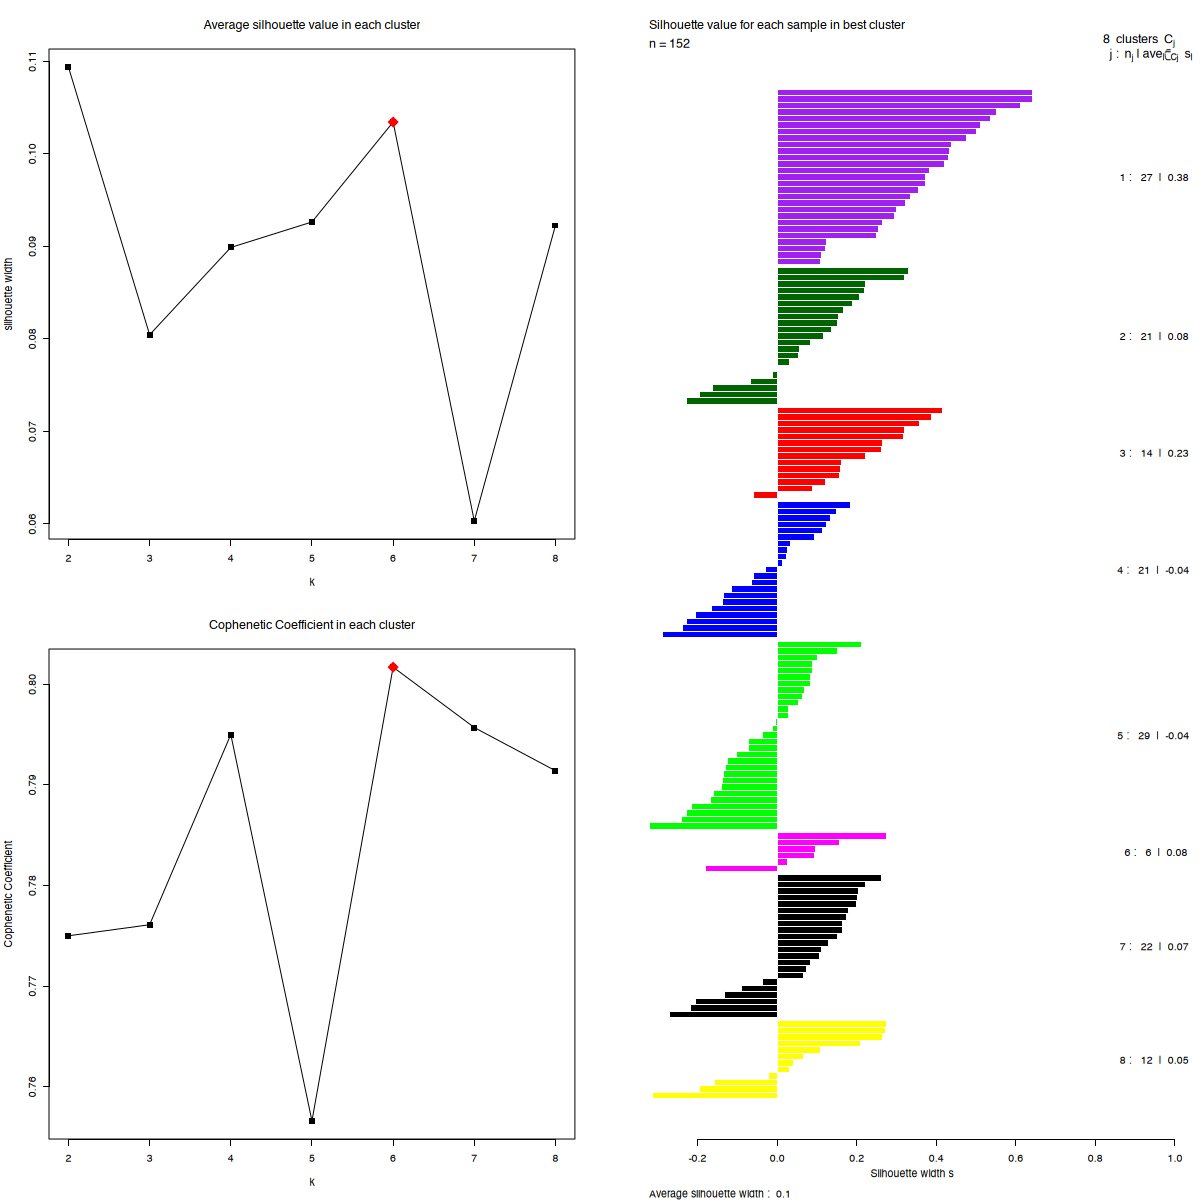 Average silhouette value in each cluster
silhouette width
0.11
0.10
0.09
0.08
0.07
0.06
2 3 4 5 6 7 8
k
Cophenetic Coefficient in each cluster
Cophenetic Coefficient
0.80
0.79
0.78
0.77
0.76
2 3 4 5 6 7 8
k
Silhouette value for each sample in best cluster
n = 152
8 clusters Cj
j : nj | avei∈Cj si
1 : 27 | 0.38
2 : 21 | 0.08
3 : 14 | 0.23
4 : 21 | -0.04
5 : 29 | -0.04
6 : 6 | 0.08
7 : 22 | 0.07
8 : 12 | 0.05
-0.2 0.0 0.2 0.4 0.6 0.8 1.0
Silhouette width s
Average silhouette width : 0.1